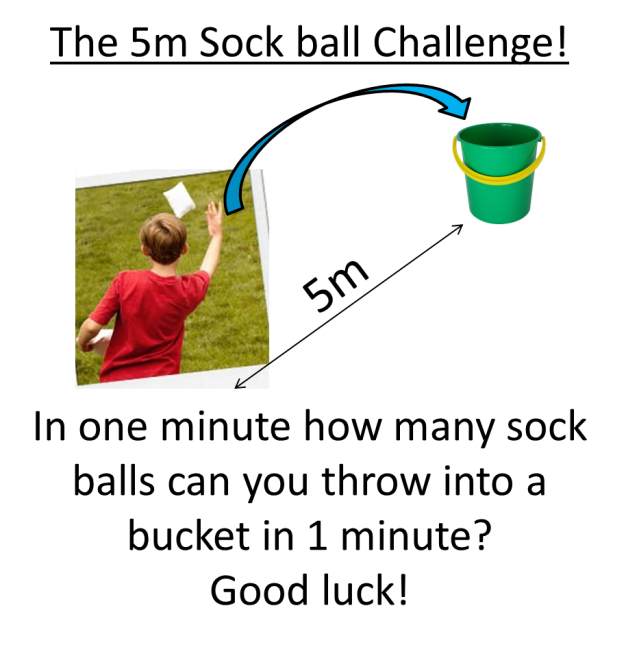 The 5m Sock ball Challenge!
5m
In one minute how many sock
balls can you throw into a
bucket in 1 minute?
Good luck!